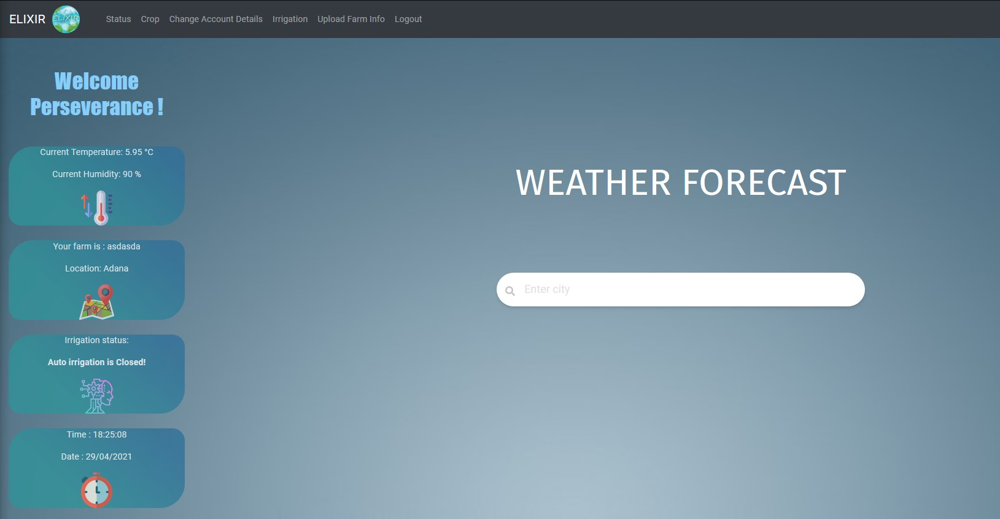 ELIXIR ELIXIR Status Crop Change Account Details Irrigation Upload Farm Info Logout
Welcome
Perseverance !
Current Temperature: 5.95 °C
Current Humidity: 90 %
Your farm is : asdasda
Location: Adana
Irrigation status:
Auto irrigation is Closed!
Time : 18:25:08
Date : 29/04/2021
WEATHER FORECAST
Enter city